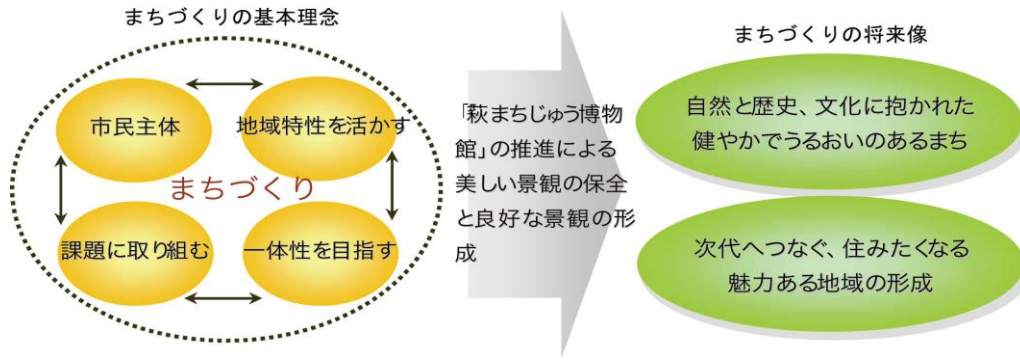 まちづくりの基本理念
市民主体
地域特性を活かす
まちづくり
課題に取り組む
一体性を目指す
「萩まちじゅう博物
館」の推進による
美しい景観の保全
と良好な景観の形
成
まちづくりの将来像
自然と歴史、文化に抱かれた
健やかでうるおいのあるまち
次代へつなぐ、住みたくなる
魅力ある地域の形成